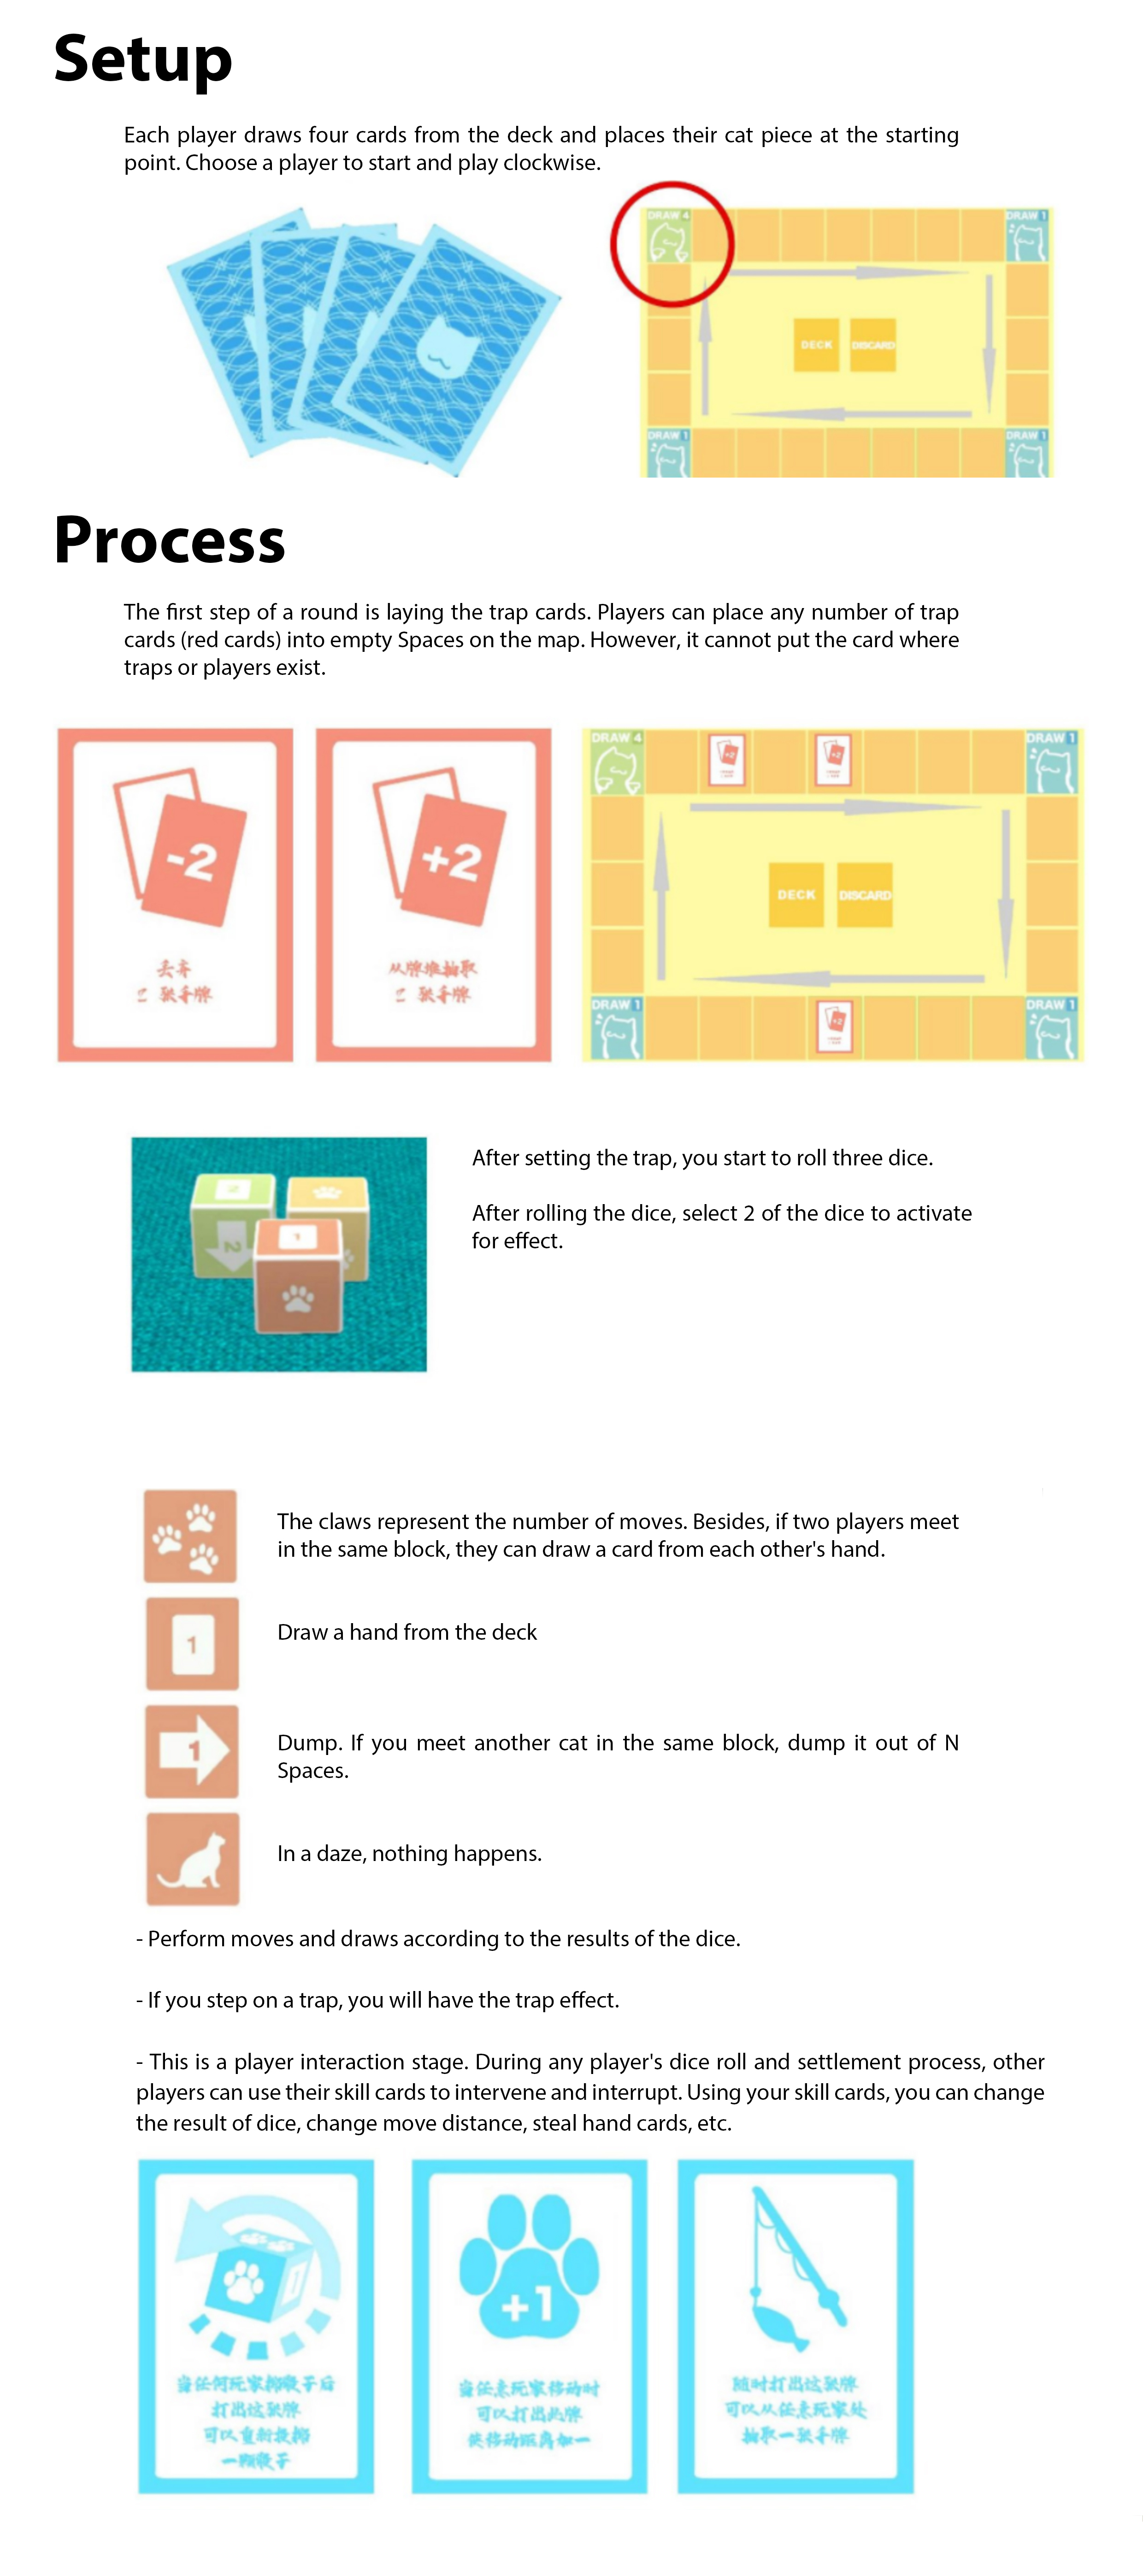 Setup
Each player draws four cards from the deck and places their cat piece at the starting
point. Choose a player to start and play clockwise.
DRAW 4
DRAW 1
DECK
DISCARD
DRAW 1
DRAW 1
Process
The first step of a round is laying the trap cards. Players can place any number of trap
cards (red cards) into empty Spaces on the map. However, it cannot put the card where
traps or players exist.
-2
丢弃
2 张手牌
+2
从牌堆抽取
2 张手牌
DRAW 4
+2
+2
DRAW 1
DECK
DISCARD
DRAW 1
+2
DRAW 1
After setting the trap, you start to roll three dice.
After rolling the dice, select 2 of the dice to activate
for effect.
2
1
The claws represent the number of moves. Besides, if two players meet
in the same block, they can draw a card from each other's hand.
1
Draw a hand from the deck
1
Dump. If you meet another cat in the same block, dump it out of N
Spaces.
In a daze, nothing happens.
- Perform moves and draws according to the results of the dice.
- If you step on a trap, you will have the trap effect.
- This is a player interaction stage. During any player's dice roll and settlement process, other
players can use their skill cards to intervene and interrupt. Using your skill cards, you can change
the result of dice, change move distance, steal hand cards, etc.
1
当任何玩家掷骰子后
打出这张牌
可以重新投掷
一颗骰子
+1
当任意玩家移动时
可以打出此牌
使移动距离加一
随时打出这张牌
可以从任意玩家处
抽取一张手牌